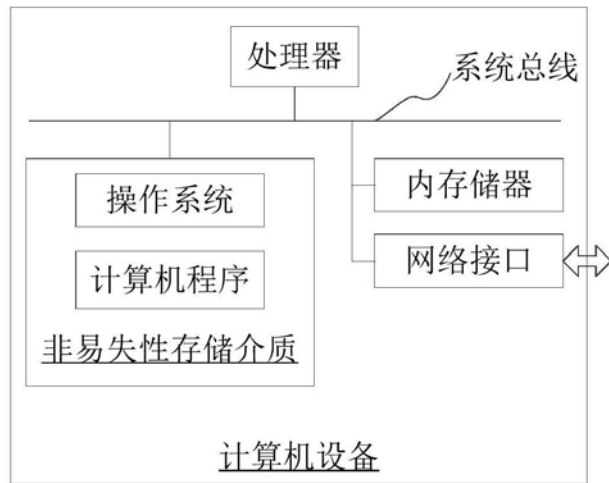 处理器
系统总线
操作系统
计算机程序
非易失性存储介质
内存储器
网络接口
计算机设备